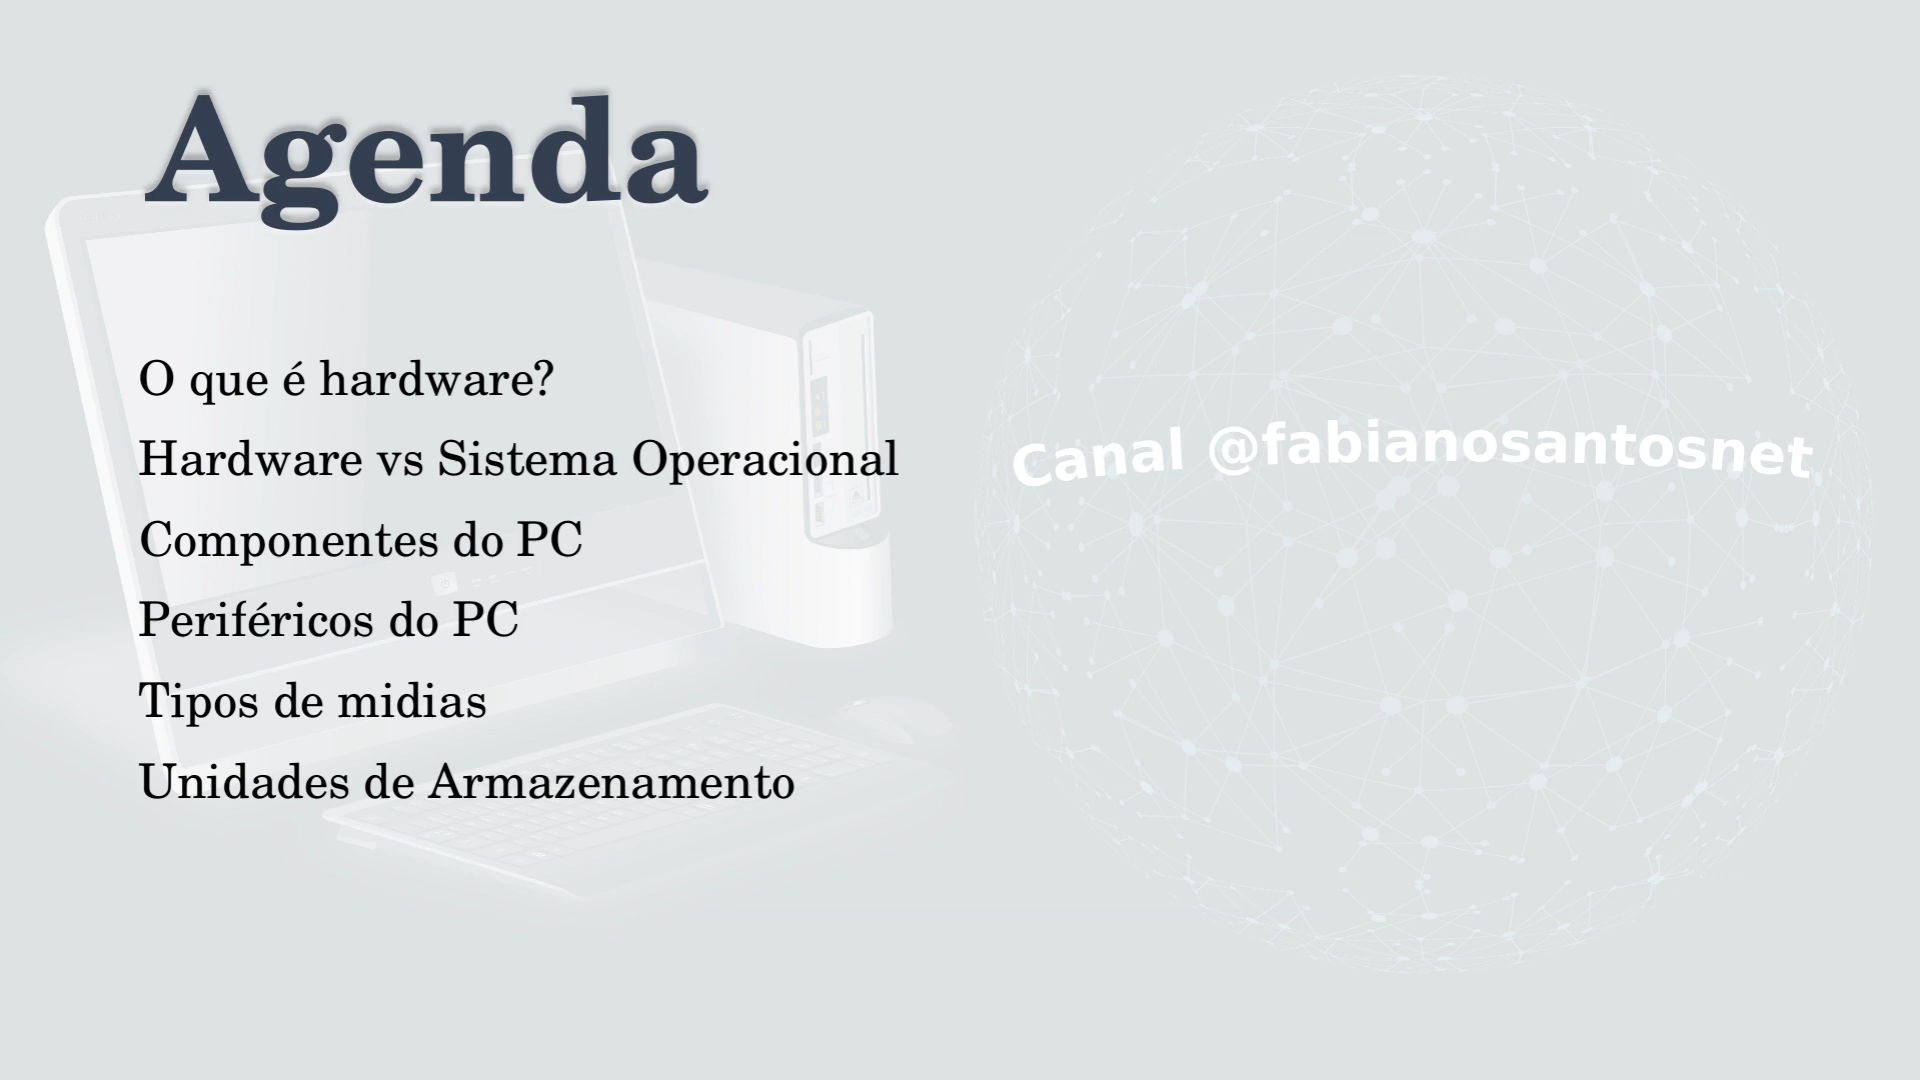 Agenda
O que é hardware?
Hardware vs Sistema Operacional
Componentes do PC
Periféricos do PC
Tipos de midias
Unidades de Armazenamento
Canal @fabianosantosnet